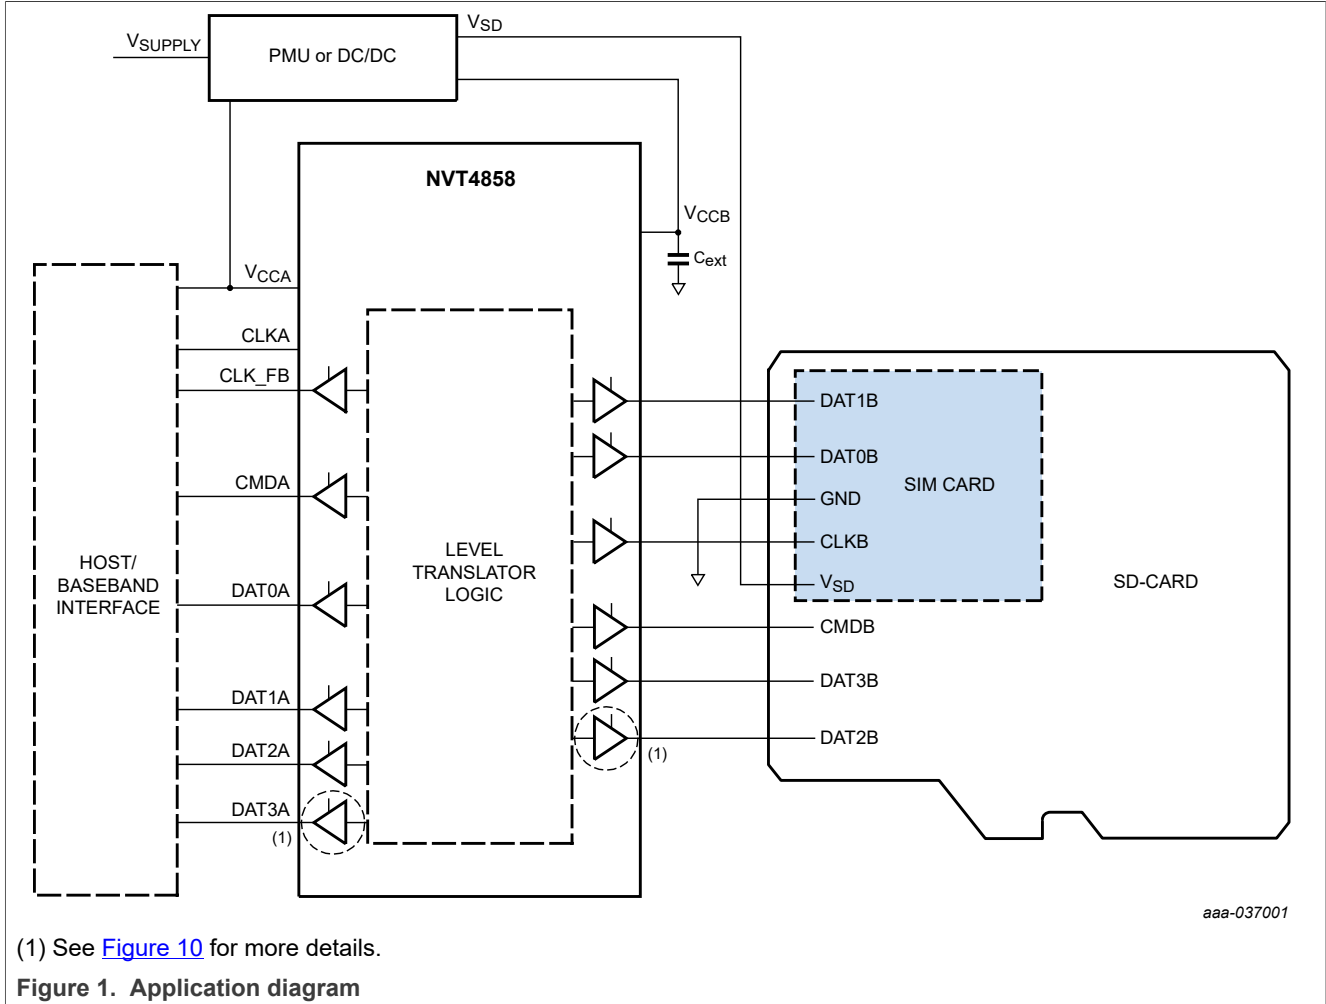 VSUPPLY
PMU or DC/DC
VSD
NVT4858
VCCB
Cext
VCCA
CLKA
CLK_FB
CMDA
DAT0A
DAT1A
DAT2A
DAT3A
(1)
HOST/
BASEBAND
INTERFACE
LEVEL
TRANSLATOR
LOGIC
(1)
DAT1B
DAT0B
GND
CLKB
VSD
SIM CARD
CMDB
DAT3B
DAT2B
SD-CARD
aaa-037001
(1) See Figure 10 for more details.
Figure 1. Application diagram